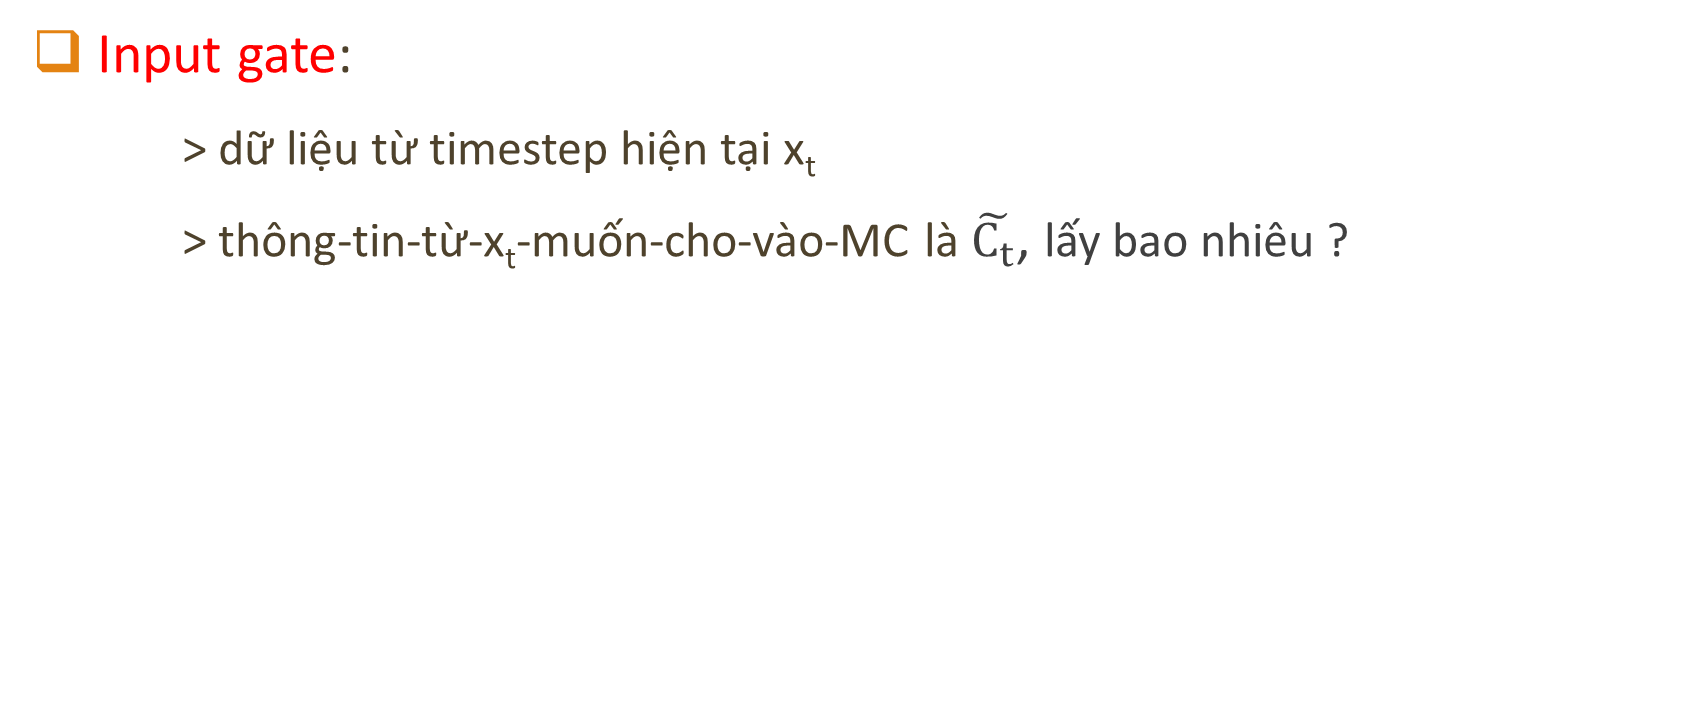 Input gate:
> dữ liệu từ timestep hiện tại xₜ
> thông-tin-từ-xₜ-muốn-cho-vào-MC là C̃ₜ, lấy bao nhiêu ?